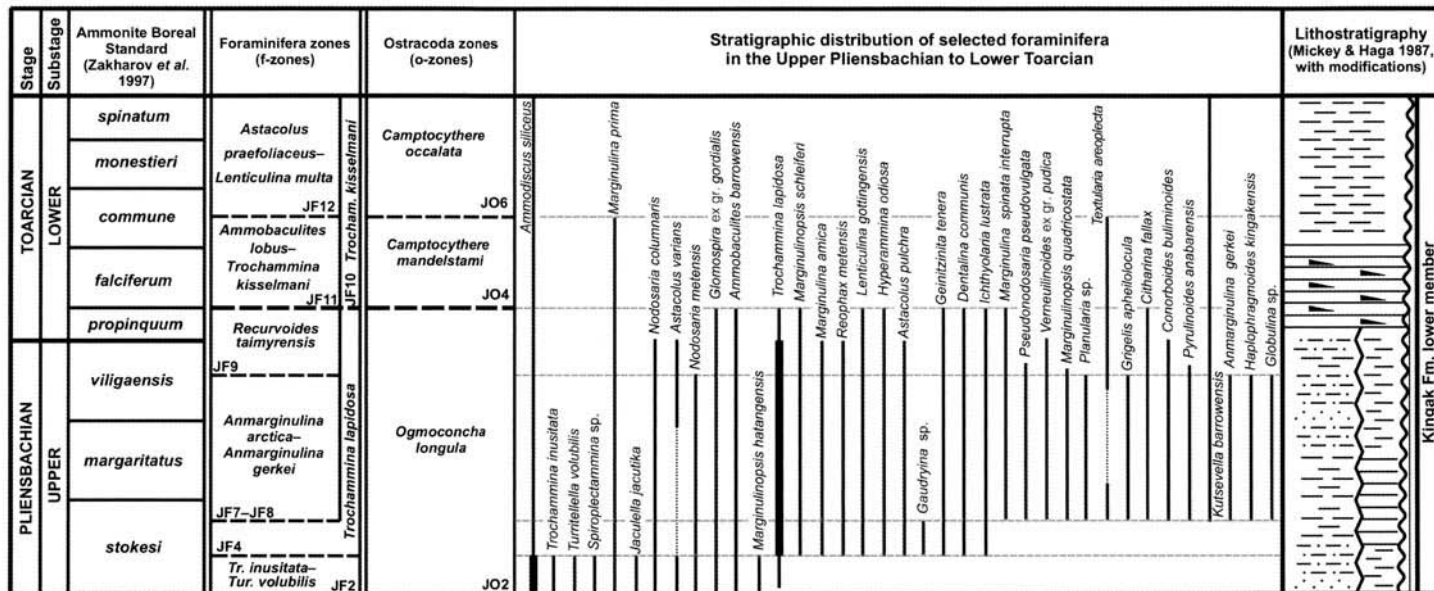 Stage
Substage
Ammonite Boreal
Standard
(Zakharov et al.
1997)
Foraminifera zones
(f-zones)
Ostracoda zones
(o-zones)
Stratigraphic distribution of selected foraminifera
in the Upper Pliensbachian to Lower Toarcian
Lithostratigraphy
(Mickey & Haga 1987,
with modifications)
TOARCIAN
LOWER
PLIENSBACHIAN
UPPER
spinatum
monestieri
commune
falciferum
propinquum
viligaensis
margaritatus
stokesi
Astacolus
praefoliaceus–
Lenticulina multa
JF12
Ammobaculites
lobus–
Trochammina
kisselmani
JF11
Recurvoides
taimyrensis
JF9
Anmarginulina
arctica–
Anmarginulina
gerkei
JF7–JF8
JF4
Tr. inusitata–
Tur. volubilis
JF2
Trocham. kisselmani
JF10
Trochammina lapidosa
Camptocythere
occalata
JO6
Camptocythere
mandelstami
JO4
Ogmoconcha
longula
JO2
Ammodiscus siliceus
Trochammina inusitata
Turritellella volubilis
Spiroplectammina sp.
Marginulina prima
Jaculella jacutika
Nodosaria columnaris
Astacolus varians
Nodosaria metensis
Glomospira ex gr. gordialis
Ammobaculites barrowensis
Marginulinopsis hatangensis
Trochammina lapidosa
Marginulinopsis schleiferi
Marginulina amica
Reophax metensis
Lenticulina gottingensis
Hyperammina odiosa
Astacolus pulchra
Gaudryina sp.
Geinitzinita tenera
Dentalina communis
Ichthyolaria lustrata
Marginulina spinata interrupta
Pseudonodosaria pseudovulgata
Verneuilinoides ex gr. pudica
Marginulinopsis quadricostata
Planularia sp.
Textularia areoplecta
Grigelis apheilolocula
Citharina fallax
Conorboides buliminoides
Pyrulinoides anabarensis
Kutsevella barrowensis
Anmarginulina gerkei
Haplophragmoides kingakensis
Globulina sp.
Kingak Fm. lower member